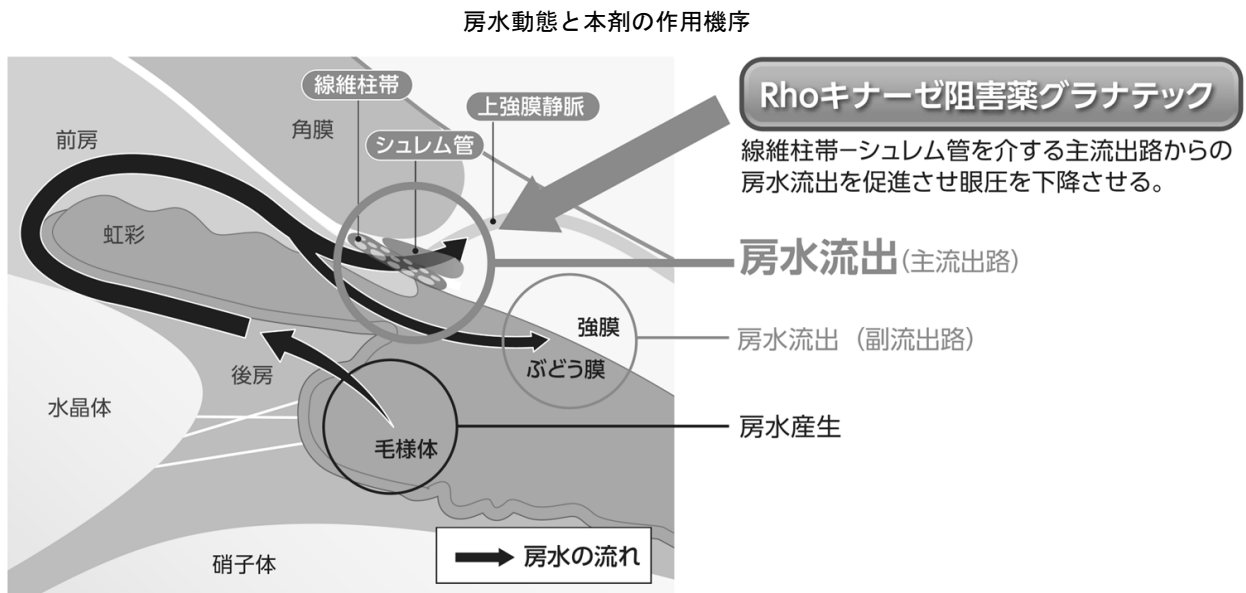 房水動態と本剤の作用機序
線維柱帯
角膜
上強膜静脈
シュレム管
前房
虹彩
Rhoキナーゼ阻害薬グラナテック
線維柱帯−シュレム管を介する主流出路からの
房水流出を促進させ眼圧を下降させる。
房水流出(主流出路)
強膜
ぶどう膜
房水流出（副流出路）
後房
水晶体
毛様体
房水産生
硝子体
房水の流れ